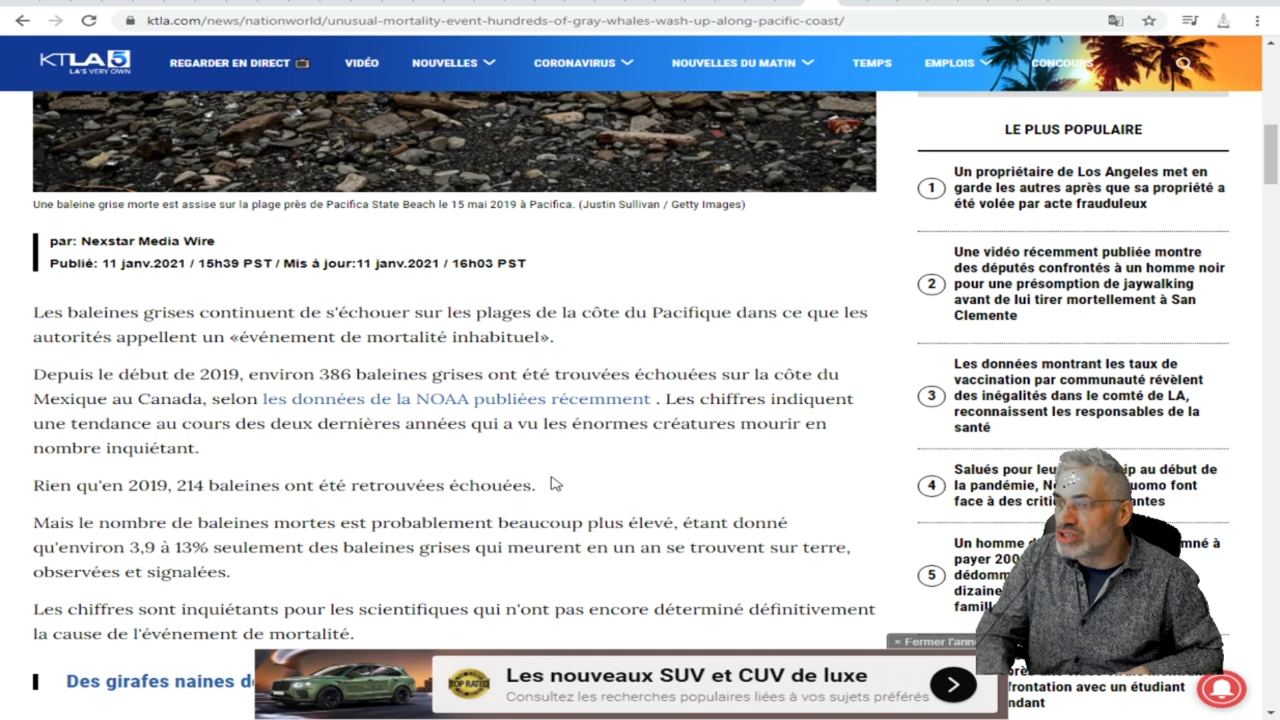 ktla.com/news/nationworld/unusual-mortality-event-hundreds-of-gray-whales-wash-up-along-pacific-coast/
KTLA 5
LA'S VERY OWN
REGARDER EN DIRECT
VIDÉO
NOUVELLES
CORONAVIRUS
NOUVELLES DU MATIN
TEMPS
EMPLOIS
CONCOURS
Une baleine grise morte est assise sur la plage près de Pacifica State Beach le 15 mai 2019 à Pacifica. (Justin Sullivan / Getty Images)
par: Nexstar Media Wire
Publié: 11 janv.2021 / 15h39 PST / Mis à jour:11 janv.2021 / 16h03 PST
Les baleines grises continuent de s'échouer sur les plages de la côte du Pacifique dans ce que les
autorités appellent un «événement de mortalité inhabituel».
Depuis le début de 2019, environ 386 baleines grises ont été trouvées échouées sur la côte du
Mexique au Canada, selon les données de la NOAA publiées récemment . Les chiffres indiquent
une tendance au cours des deux dernières années qui a vu les énormes créatures mourir en
nombre inquiétant.
Rien qu'en 2019, 214 baleines ont été retrouvées échouées.
Mais le nombre de baleines mortes est probablement beaucoup plus élevé, étant donné
qu'environ 3,9 à 13% seulement des baleines grises qui meurent en un an se trouvent sur terre,
observées et signalées.
Les chiffres sont inquiétants pour les scientifiques qui n'ont pas encore déterminé définitivement
la cause de l'événement de mortalité.
Des girafes naines
LE PLUS POPULAIRE
1
Un propriétaire de Los Angeles met en
garde les autres après que sa propriété a
été volée par acte frauduleux
2
Une vidéo récemment publiée montre
des députés confrontés à un homme noir
pour une présomption de jaywalking
avant de lui tirer mortellement à San
Clemente
3
Les données montrant les taux de
vaccination par communauté révèlent
des inégalités dans le comté de LA,
reconnaissent les responsables de la
santé
4
Salués pour au début de
la pandémie,
face à des
5
Un homme à
payer
× Fermer
TOP RATED
Les nouveaux SUV et CUV de luxe
Consultez les recherches populaires liées à vos sujets préférés
avec un étudiant